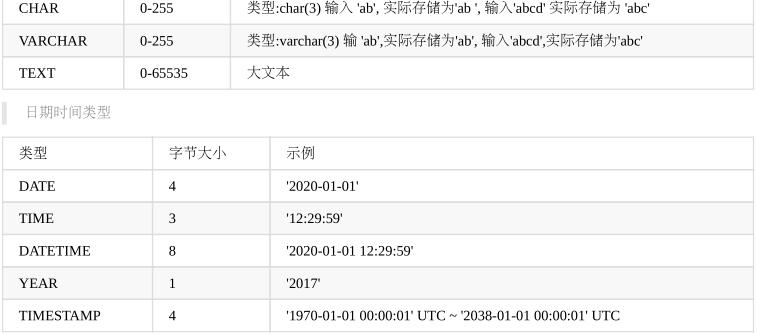 CHAR 0-255 类型:char(3) 输入 'ab', 实际存储为'ab ', 输入'abcd' 实际存储为 'abc'
VARCHAR 0-255 类型:varchar(3) 输 'ab',实际存储为'ab', 输入'abcd',实际存储为'abc'
TEXT 0-65535 大文本
日期时间类型
类型 字节大小 示例
DATE 4 '2020-01-01'
TIME 3 '12:29:59'
DATETIME 8 '2020-01-01 12:29:59'
YEAR 1 '2017'
TIMESTAMP 4 '1970-01-01 00:00:01' UTC ~ '2038-01-01 00:00:01' UTC